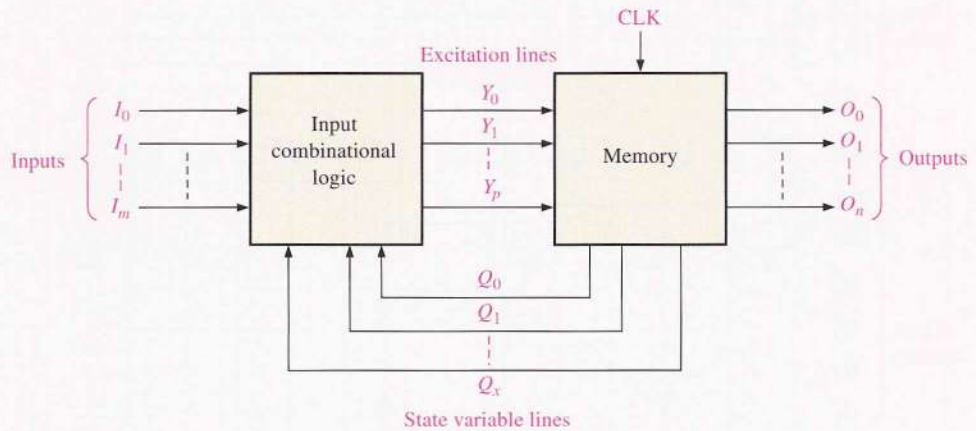 CLK
Excitation lines
Inputs
I₀
I₁
Iₘ
Input
combinational
logic
Y₀
Y₁
Yₚ
Memory
O₀
O₁
Oₙ
Outputs
Q₀
Q₁
Qₓ
State variable lines